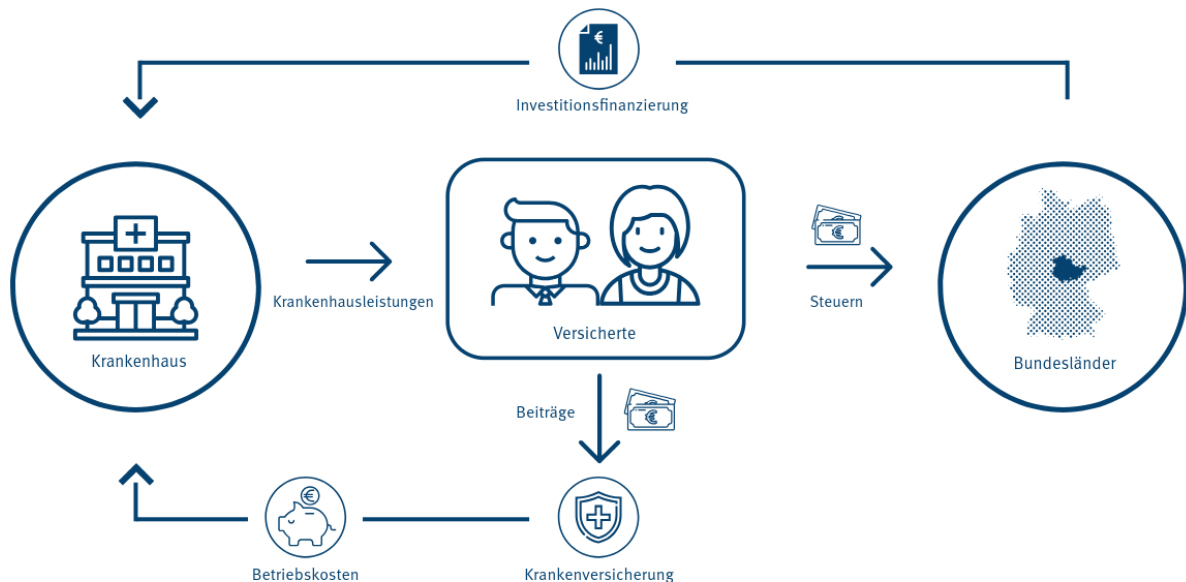 Investitionsfinanzierung
Krankenhausleistungen
Steuern
Versicherte
Krankenhaus
Bundesländer
Beiträge
Betriebskosten
Krankenversicherung